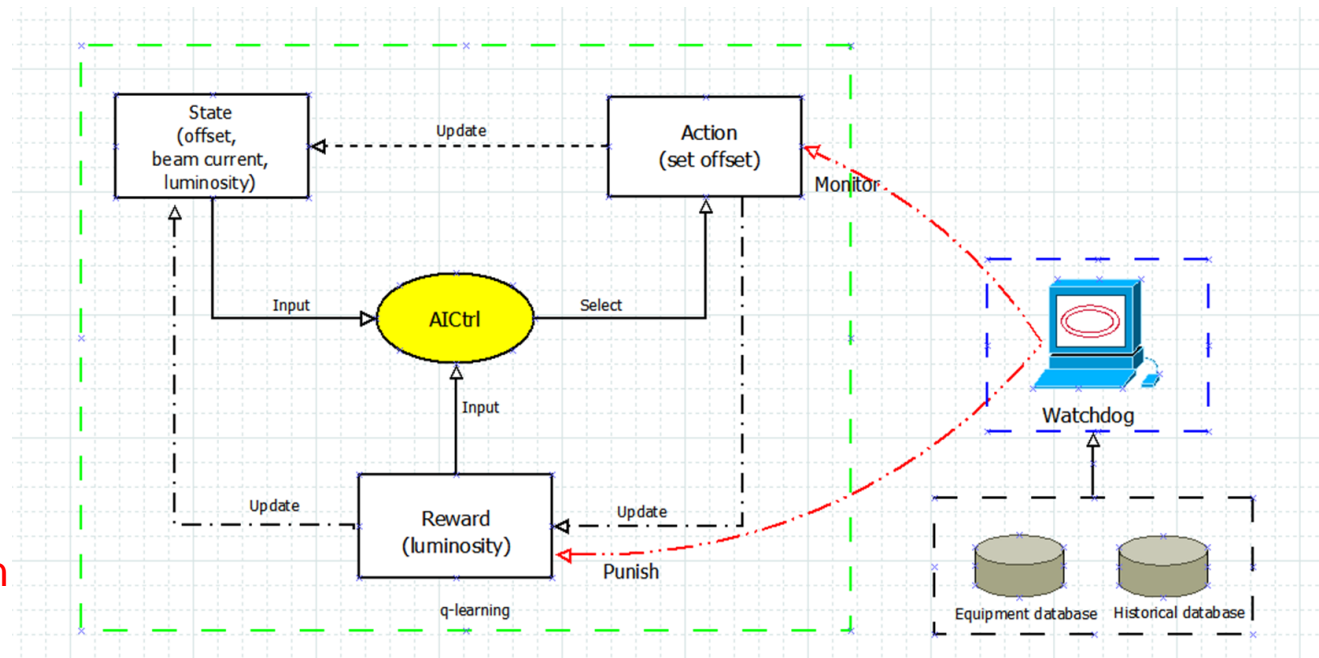 State
(offset,
beam current,
luminosity)
Update
Action
(set offset)
Monitor
Input
AICtrl
Select
Input
Watchdog
Update
Reward
(luminosity)
Update
Punish
n
q-learning
Equipment database
Historical database